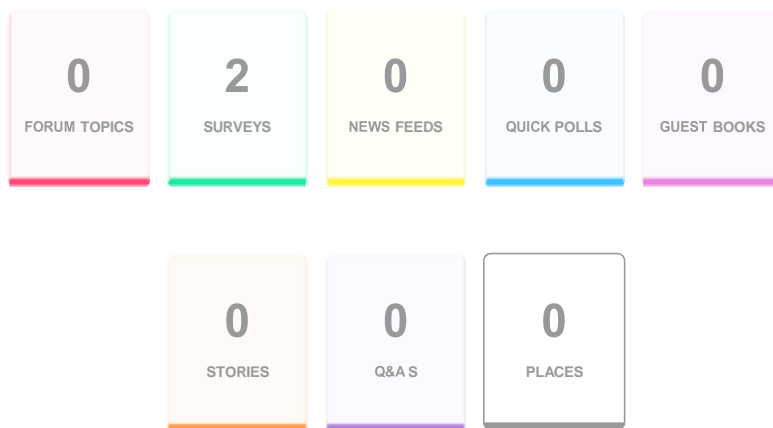 0
FORUM TOPICS
2
SURVEYS
0
NEWS FEEDS
0
QUICK POLLS
0
GUEST BOOKS
0
STORIES
0
Q&A S
0
PLACES